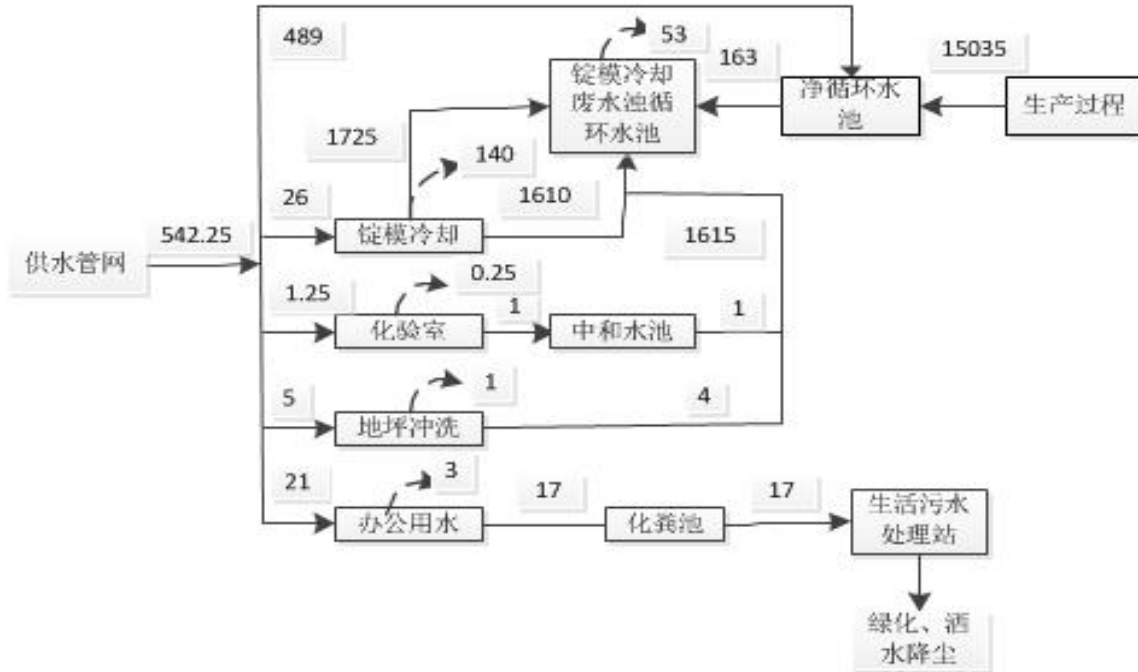 489
53
163
15035
锭模冷却
废水浊循
环水池
净循环水
池
生产过程
1725
140
26
1610
锭模冷却
1615
542.25
供水管网
1.25
0.25
1
化验室
中和水池
1
5
1
4
地坪冲洗
21
3
17
17
办公用水
化粪池
生活污水
处理站
绿化、洒
水降尘